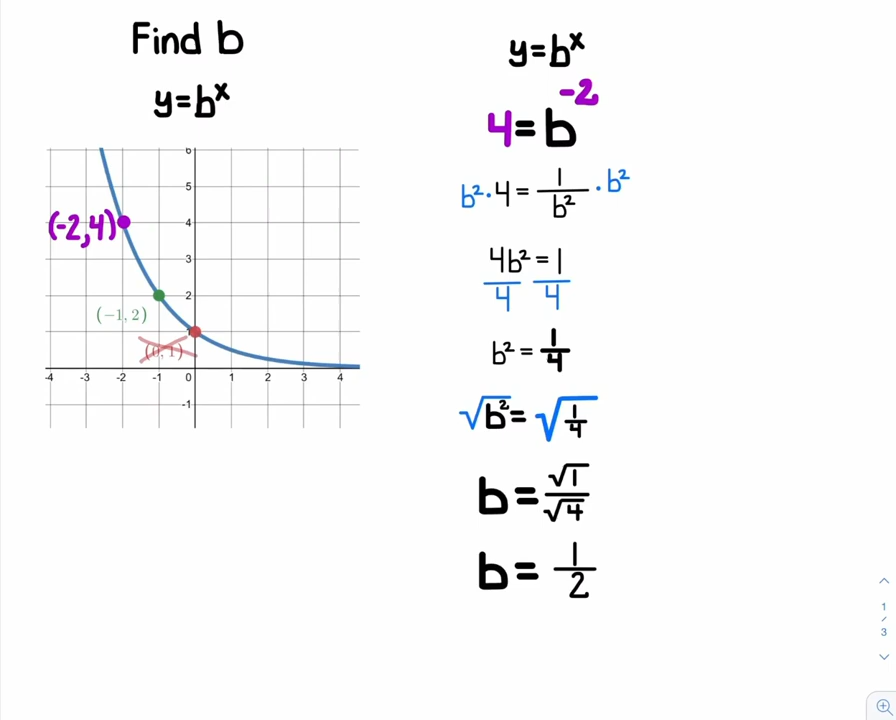 Find b
y=bˣ
6
5
(-2,4)
4
3
2
(−1, 2)
1
(0, 1)
-4 -3 -2 -1 0 1 2 3 4
-1
y=bˣ
4=b⁻²
b²·4 = 1/b² ·b²
4b² = 1
4 4
b² = 1/4
√b² = √1/4
b = √1/√4
b = 1/2
1
/
3